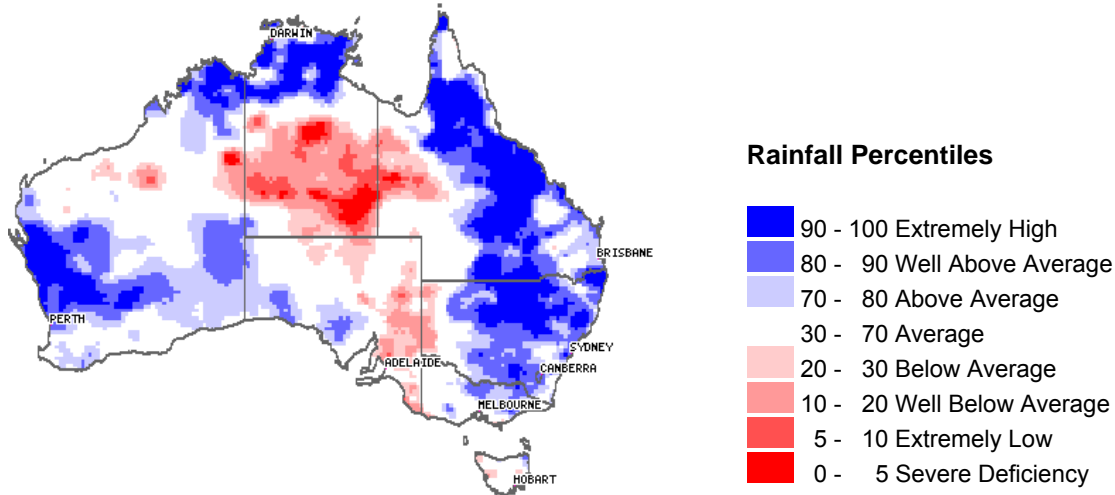 DARWIN
BRISBANE
PERTH
SYDNEY
ADELAIDE
CANBERRA
MELBOURNE
HOBART
Rainfall Percentiles
90 - 100 Extremely High
80 - 90 Well Above Average
70 - 80 Above Average
30 - 70 Average
20 - 30 Below Average
10 - 20 Well Below Average
5 - 10 Extremely Low
0 - 5 Severe Deficiency